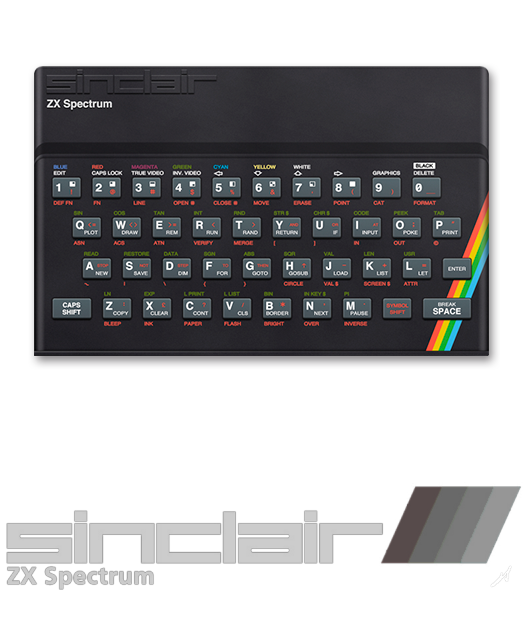 sinclair
ZX Spectrum
BLUE RED MAGENTA GREEN CYAN YELLOW WHITE BLACK
EDIT CAPS LOCK TRUE VIDEO INV. VIDEO GRAPHICS DELETE
1 2 3 4 5 6 7 8 9 0
DEF FN FN LINE OPEN # CLOSE # MOVE ERASE POINT CAT FORMAT
SIN COS TAN INT RND STR $ CHR $ CODE PEEK TAB
Q W E R T Y U I O P
PLOT DRAW REM RUN RAND RETURN IF INPUT POKE PRINT
ASN ACS ATN VERIFY MERGE [ ] IN OUT ©
READ RESTORE DATA SGN ABS SQR VAL LEN USR
A STOP S NOT D STEP F TO G THEN H J K L ENTER
NEW SAVE DIM FOR GOTO GOSUB LOAD LIST LET
~ | \ { } CIRCLE VAL $ SCREEN $ ATTR
LN EXP L PRINT L LIST BIN IN KEY $ PI
CAPS SHIFT Z X C V B N M SYMBOL SHIFT BREAK SPACE
COPY CLEAR CONT CLS BORDER NEXT PAUSE
BLEEP INK PAPER FLASH BRIGHT OVER INVERSE
sinclair
ZX Spectrum